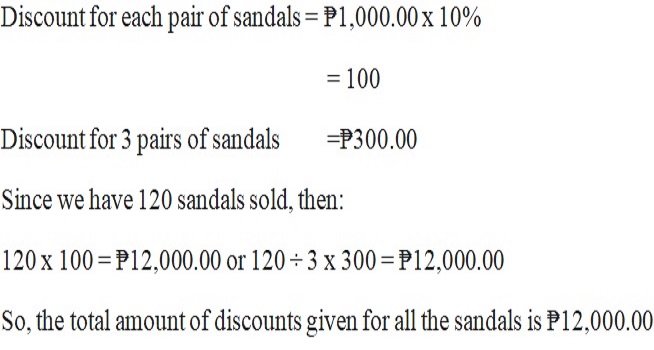 Discount for each pair of sandals = ₱1,000.00 x 10%
= 100
Discount for 3 pairs of sandals =₱300.00
Since we have 120 sandals sold, then:
120 x 100 = ₱12,000.00 or 120 ÷ 3 x 300 = ₱12,000.00
So, the total amount of discounts given for all the sandals is ₱12,000.00